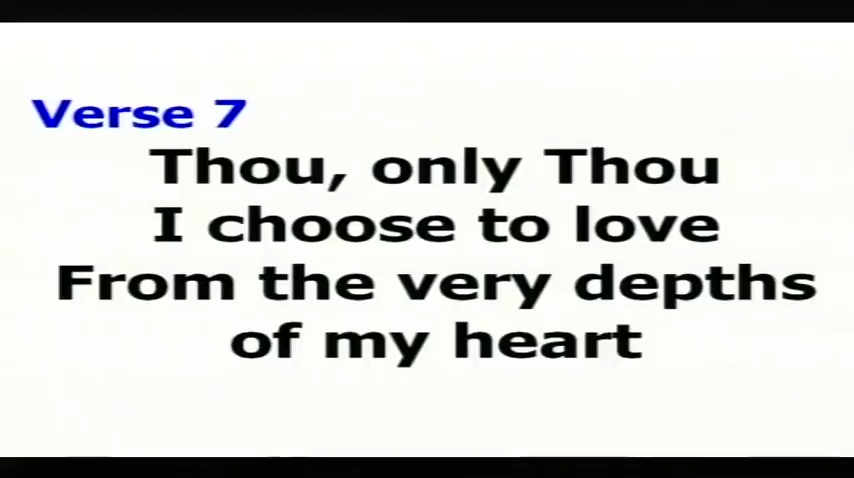 Verse 7
Thou, only Thou
I choose to love
From the very depths
of my heart